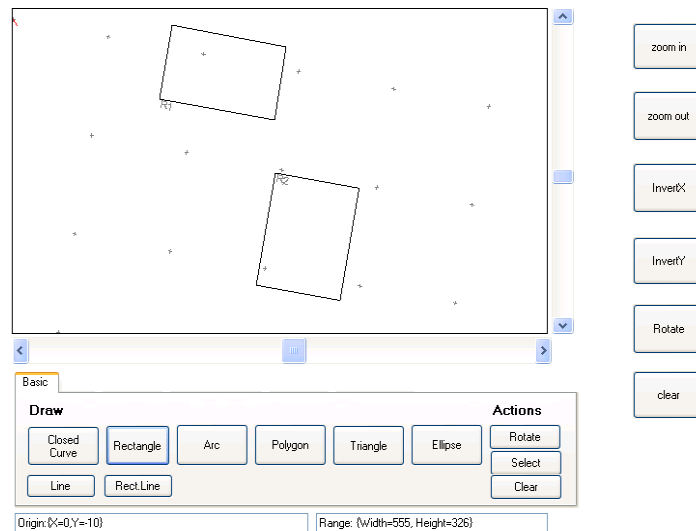 R1
R2
zoom in
zoom out
InvertX
InvertY
Rotate
clear
Basic
Draw
Actions
Closed
Curve
Rectangle
Arc
Polygon
Triangle
Ellipse
Rotate
Select
Clear
Line
Rect.Line
Origin:{X=0,Y=-10}
Range: {Width=555, Height=326}